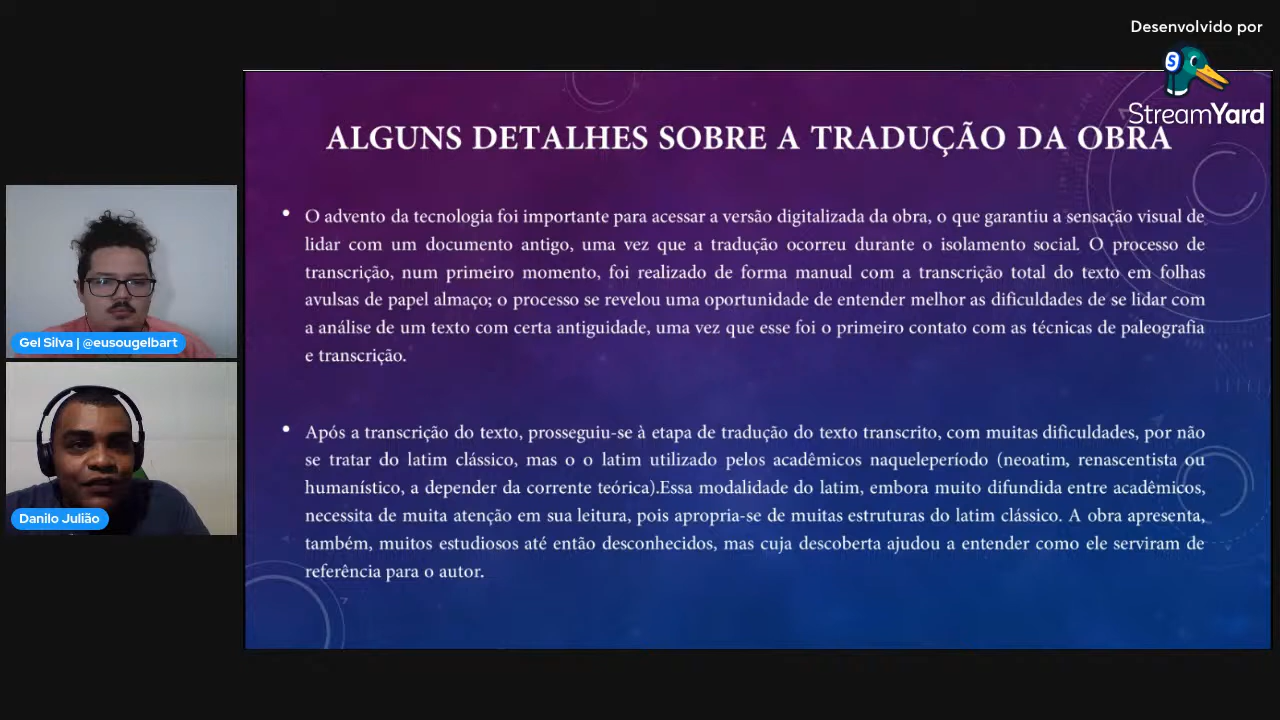 Desenvolvido por
StreamYard
ALGUNS DETALHES SOBRE A TRADUÇÃO DA OBRA
• O advento da tecnologia foi importante para acessar a versão digitalizada da obra, o que garantiu a sensação visual de
lidar com um documento antigo, uma vez que a tradução ocorreu durante o isolamento social. O processo de
transcrição, num primeiro momento, foi realizado de forma manual com a transcrição total do texto em folhas
avulsas de papel almaço; o processo se revelou uma oportunidade de entender melhor as dificuldades de se lidar com
a análise de um texto com certa antiguidade, uma vez que esse foi o primeiro contato com as técnicas de paleografia
e transcrição.
• Após a transcrição do texto, prosseguiu-se à etapa de tradução do texto transcrito, com muitas dificuldades, por não
se tratar do latim clássico, mas o o latim utilizado pelos acadêmicos naqueleperíodo (neoatim, renascentista ou
humanístico, a depender da corrente teórica).Essa modalidade do latim, embora muito difundida entre acadêmicos,
necessita de muita atenção em sua leitura, pois apropria-se de muitas estruturas do latim clássico. A obra apresenta,
também, muitos estudiosos até então desconhecidos, mas cuja descoberta ajudou a entender como ele serviram de
referência para o autor.
Gel Silva | @eusougelbart
Danilo Julião